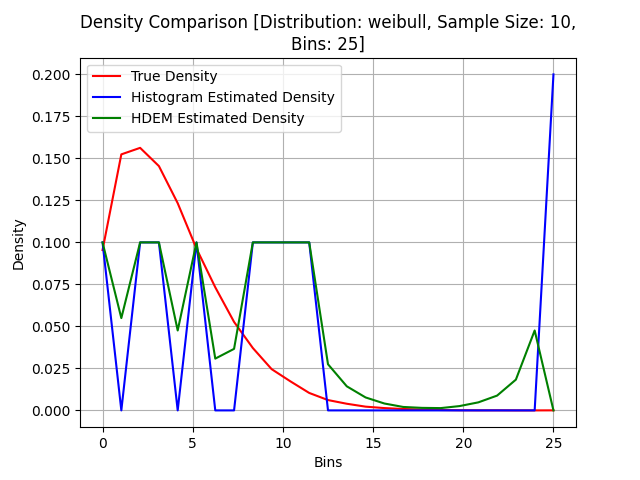 Density Comparison [Distribution: weibull, Sample Size: 10,
Bins: 25]
True Density
Histogram Estimated Density
HDEM Estimated Density
Density
0.200
0.175
0.150
0.125
0.100
0.075
0.050
0.025
0.000
0 5 10 15 20 25
Bins